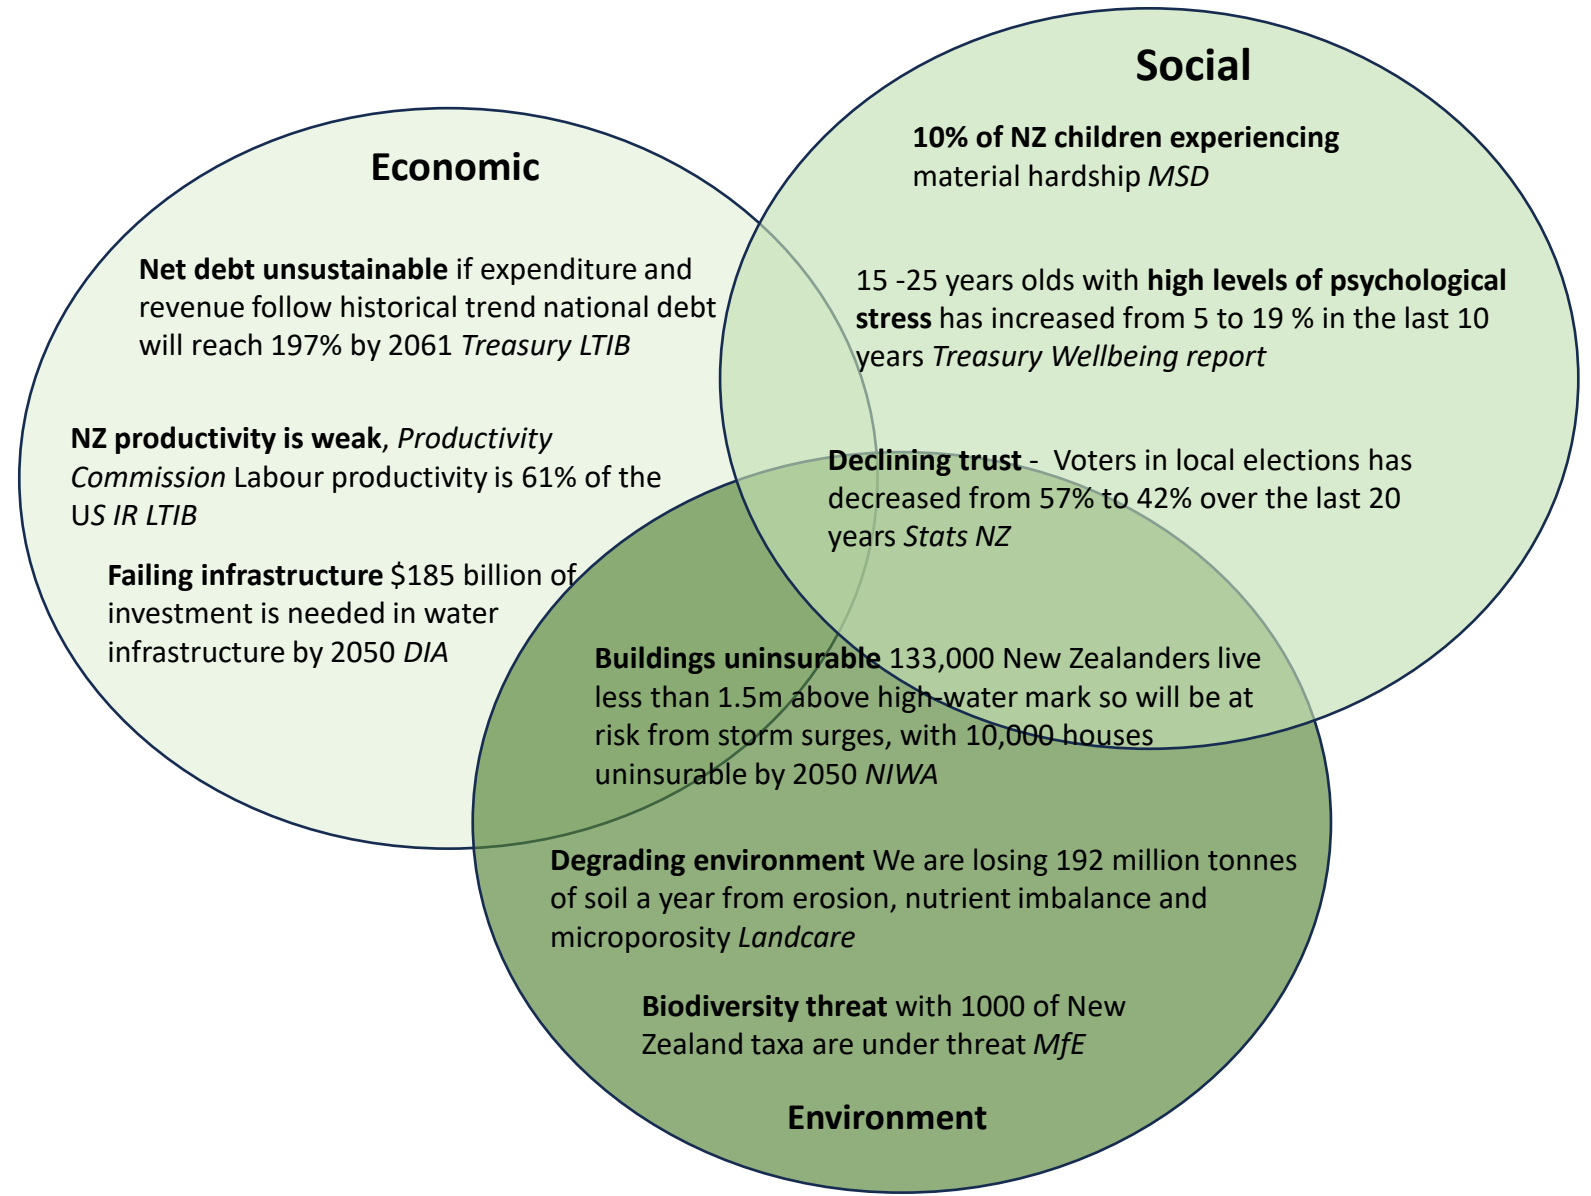 Social
10% of NZ children experiencing
material hardship MSD
Economic
Net debt unsustainable if expenditure and
revenue follow historical trend national debt
will reach 197% by 2061 Treasury LTIB
15 -25 years olds with high levels of psychological
stress has increased from 5 to 19 % in the last 10
years Treasury Wellbeing report
NZ productivity is weak, Productivity
Commission Labour productivity is 61% of the
US IR LTIB
Declining trust - Voters in local elections has
decreased from 57% to 42% over the last 20
years Stats NZ
Failing infrastructure $185 billion of
investment is needed in water
infrastructure by 2050 DIA
Buildings uninsurable 133,000 New Zealanders live
less than 1.5m above high-water mark so will be at
risk from storm surges, with 10,000 houses
uninsurable by 2050 NIWA
Degrading environment We are losing 192 million tonnes
of soil a year from erosion, nutrient imbalance and
microporosity Landcare
Biodiversity threat with 1000 of New
Zealand taxa are under threat MfE
Environment